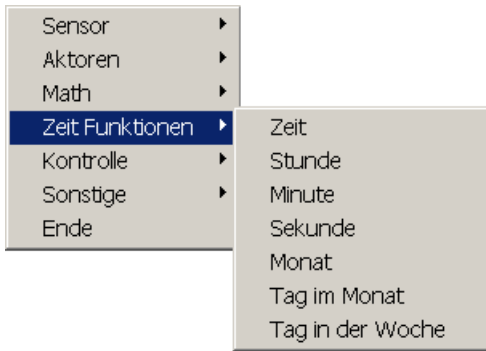 Sensor
Aktoren
Math
Zeit Funktionen
Kontrolle
Sonstige
Ende
Zeit
Stunde
Minute
Sekunde
Monat
Tag im Monat
Tag in der Woche